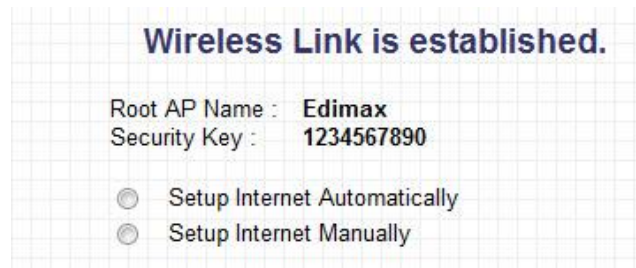 Wireless Link is established.
Root AP Name : Edimax
Security Key : 1234567890
Setup Internet Automatically
Setup Internet Manually